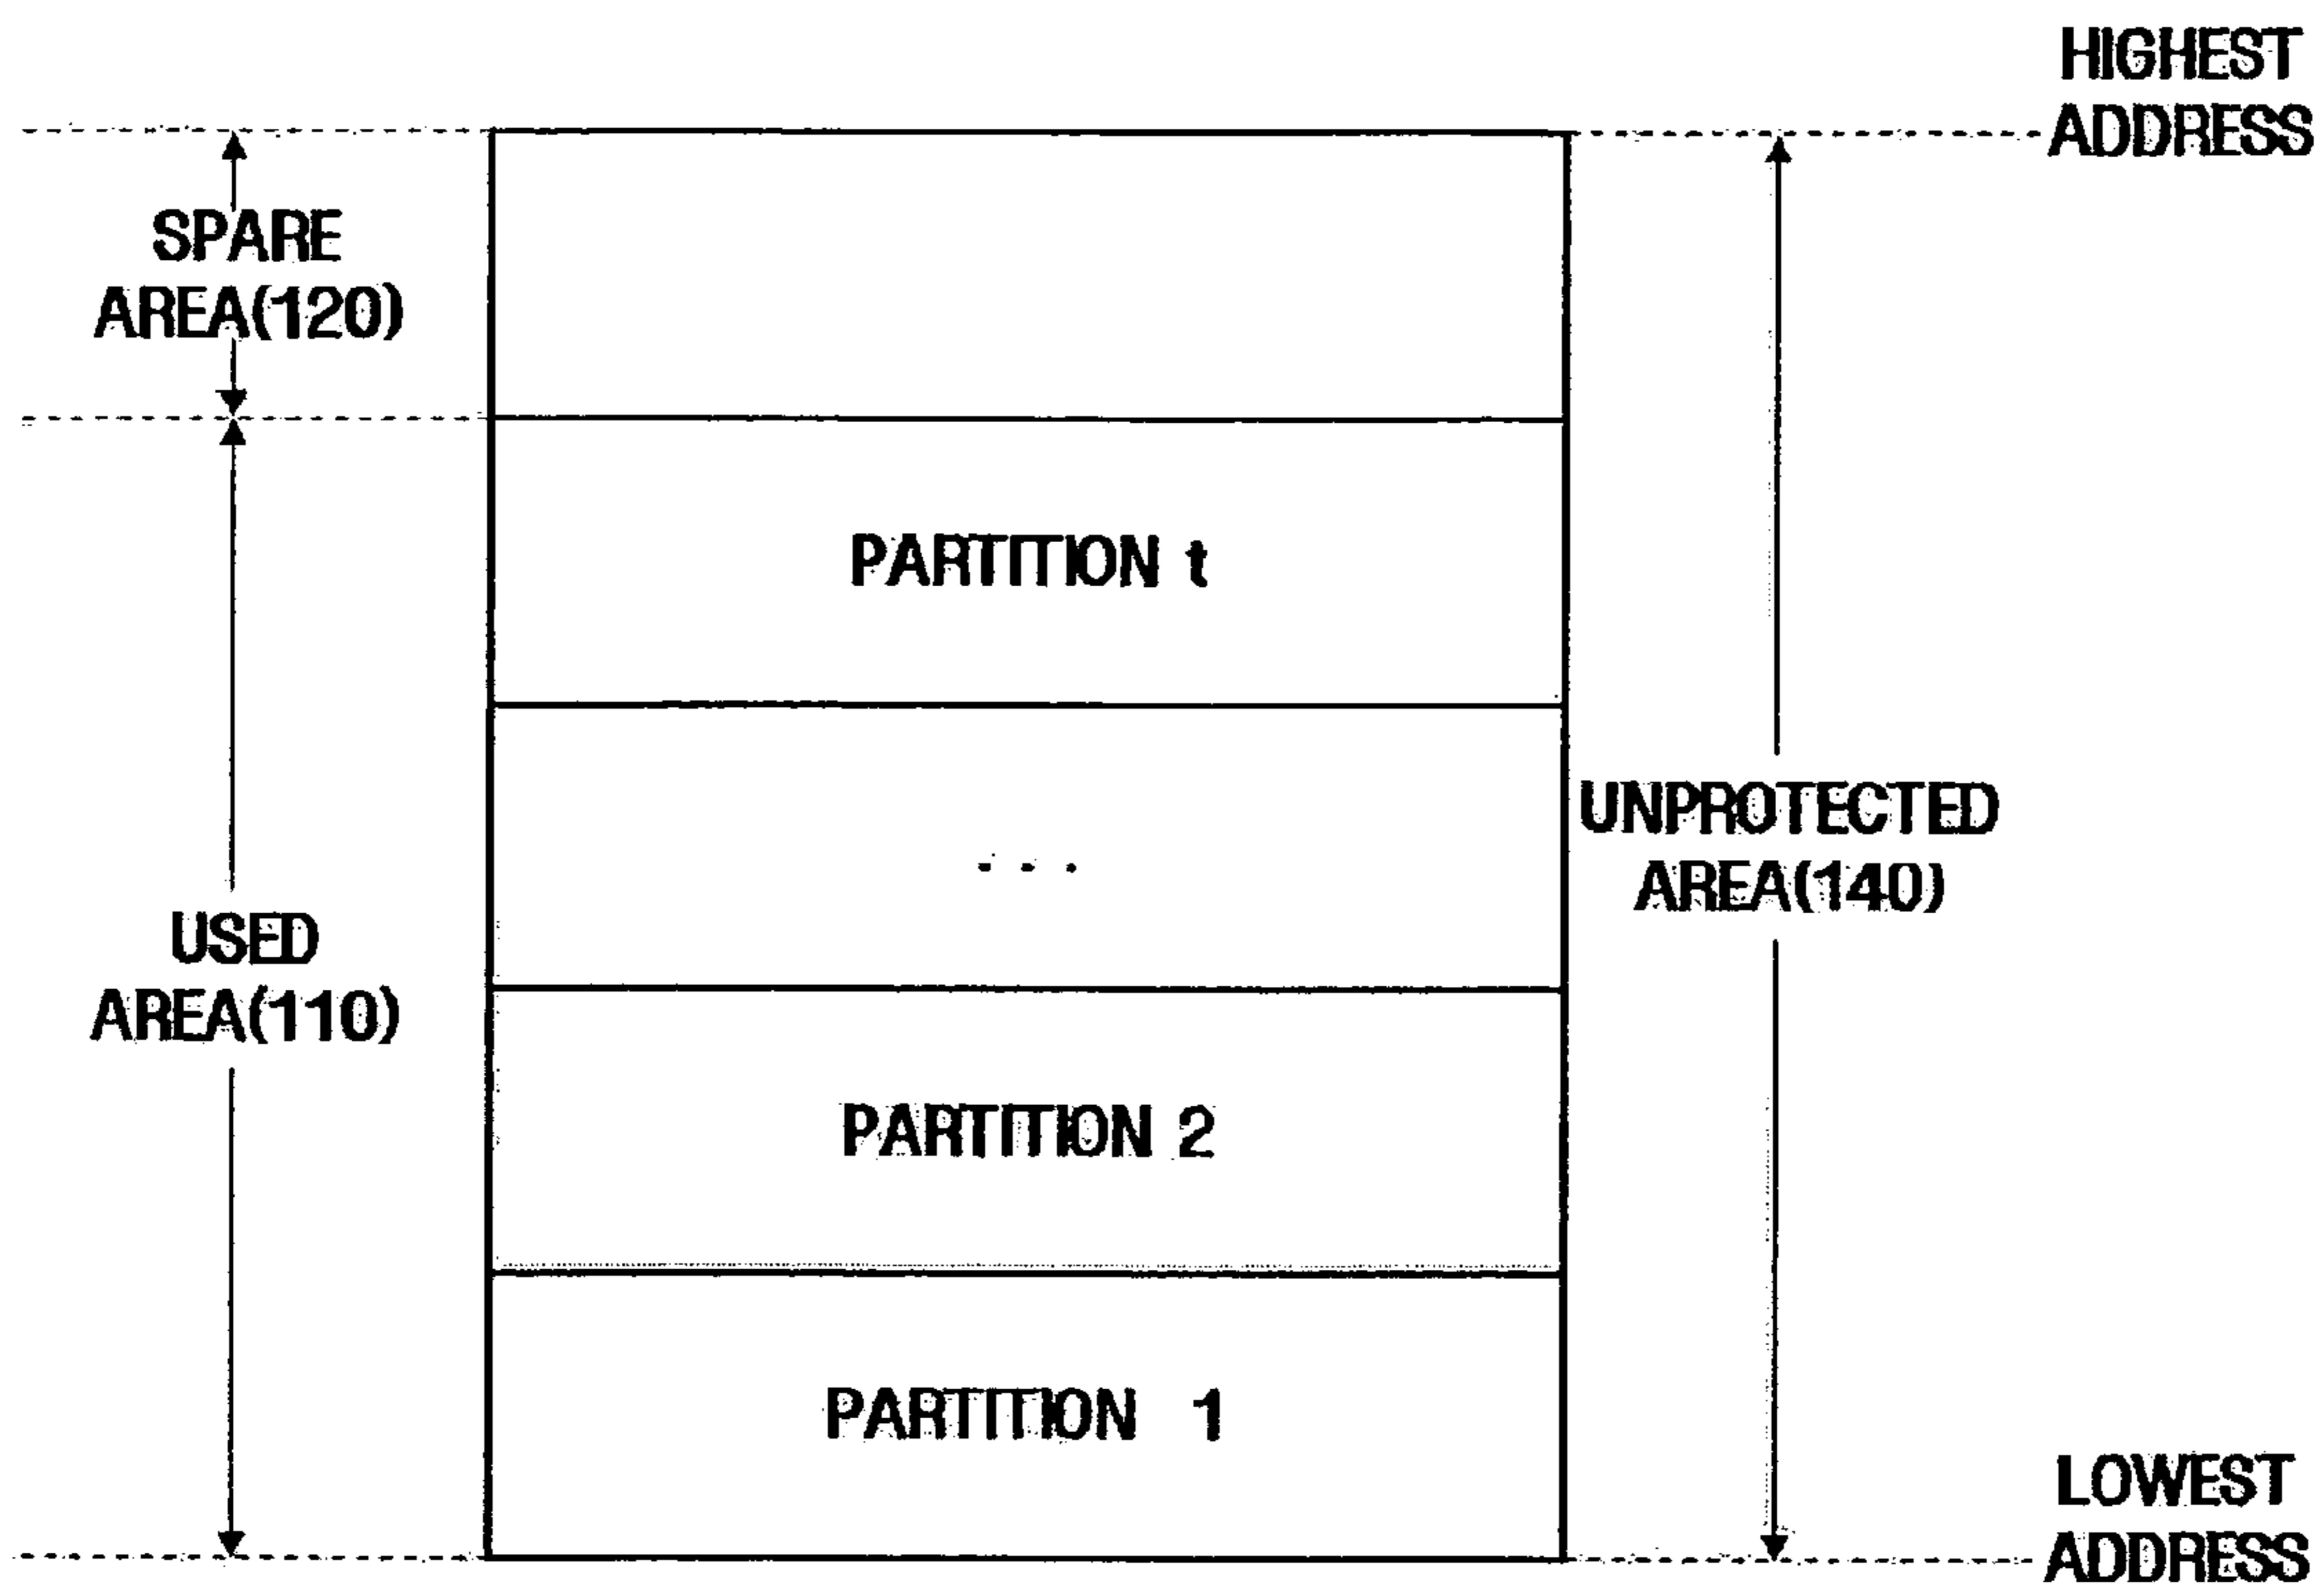 HIGHEST
ADDRESS
SPARE
AREA(120)
PARTITION t
UNPROTECTED
AREA(140)
. . .
USED
AREA(110)
PARTITION 2
PARTITION 1
LOWEST
ADDRESS